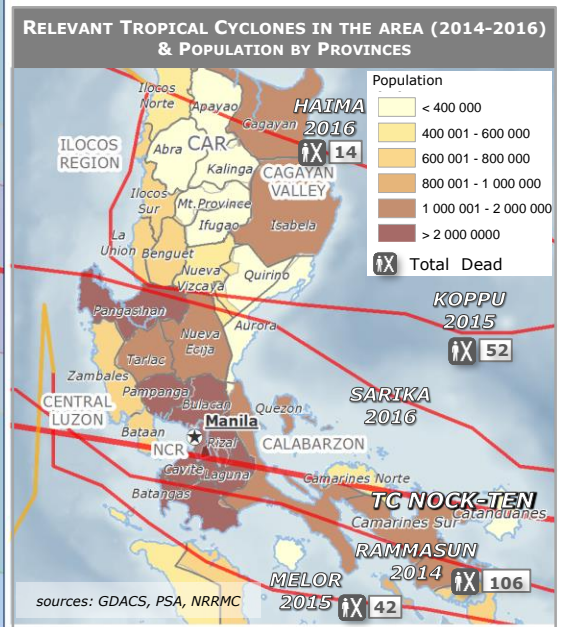 RELEVANT TROPICAL CYCLONES IN THE AREA (2014-2016)
& POPULATION BY PROVINCES
Population
< 400 000
400 001 - 600 000
600 001 - 800 000
800 001 - 1 000 000
1 000 001 - 2 000 000
> 2 000 0000
Total Dead
Ilocos
Norte
Apayao
Cagayan
HAIMA
2016
14
ILOCOS
REGION
Abra
CAR
Kalinga
CAGAYAN
VALLEY
Ilocos
Sur
Mt.Province
Ifugao
Isabela
La
Union
Benguet
Nueva
Vizcaya
Quirino
KOPPU
2015
52
Pangasinan
Aurora
Nueva
Ecija
Tarlac
Zambales
SARIKA
2016
Pampanga
Bulacan
CENTRAL
LUZON
Quezon
Manila
Bataan
NCR
Rizal
CALABARZON
Cavite
Laguna
Camarines Norte
Batangas
TC NOCK-TEN
Catanduanes
Camarines Sur
RAMMASUN
2014
106
MELOR
2015
42
sources: GDACS, PSA, NRRMC